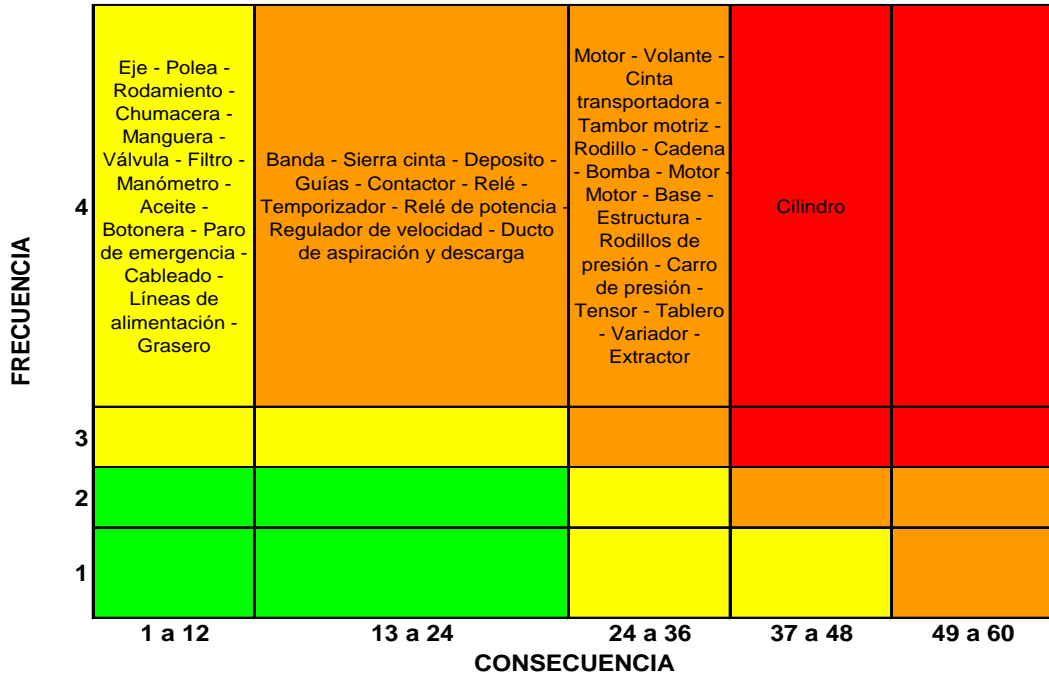 FRECUENCIA
4
Eje - Polea -
Rodamiento -
Chumacera -
Manguera -
Válvula - Filtro -
Manómetro -
Aceite -
Botonera - Paro
de emergencia -
Cableado -
Líneas de
alimentación -
Grasero
Banda - Sierra cinta - Deposito -
Guías - Contactor - Relé -
Temporizador - Relé de potencia -
Regulador de velocidad - Ducto
de aspiración y descarga
Motor - Volante -
Cinta
transportadora -
Tambor motriz -
Rodillo - Cadena
- Bomba - Motor -
Motor - Base -
Estructura -
Rodillos de
presión - Carro
de presión -
Tensor - Tablero
- Variador -
Extractor
Cilindro
3
2
1
1 a 12
13 a 24
24 a 36
37 a 48
49 a 60
CONSECUENCIA